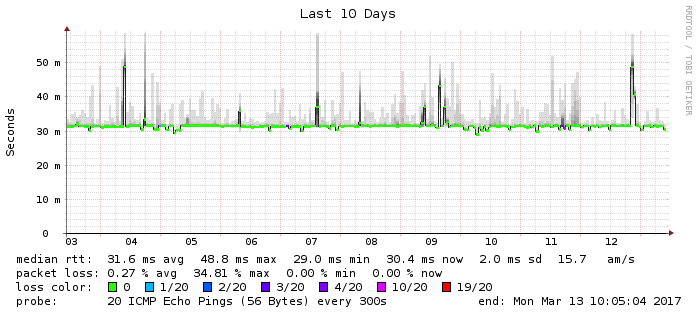 Last 10 Days
RRDTOOL / TOBI OETIKER
Seconds
50 m
40 m
30 m
20 m
10 m
0
03 04 05 06 07 08 09 10 11 12
median rtt: 31.6 ms avg 48.8 ms max 29.0 ms min 30.4 ms now 2.0 ms sd 15.7 am/s
packet loss: 0.27 % avg 34.81 % max 0.00 % min 0.00 % now
loss color: 0 1/20 2/20 3/20 4/20 10/20 19/20
probe: 20 ICMP Echo Pings (56 Bytes) every 300s end: Mon Mar 13 10:05:04 2017